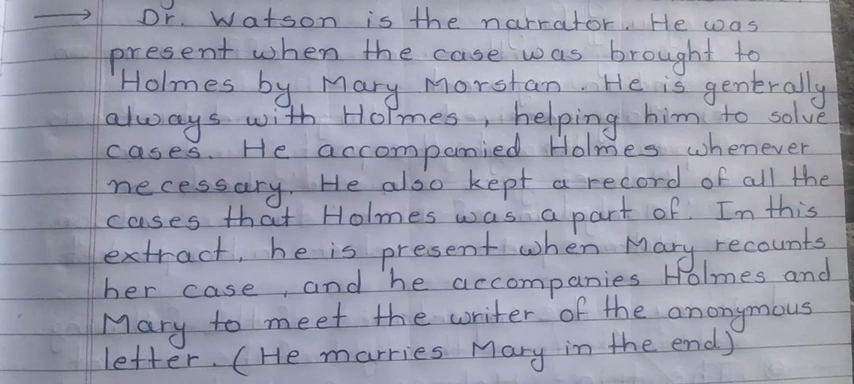 → Dr. Watson is the narrator. He was
present when the case was brought to
Holmes by Mary Morstan. He is generally
always with Holmes, helping him to solve
cases. He accompanied Holmes whenever
necessary. He also kept a record of all the
cases that Holmes was a part of. In this
extract, he is present when Mary recounts
her case, and he accompanies Holmes and
Mary to meet the writer of the anonymous
letter. (He marries Mary in the end)